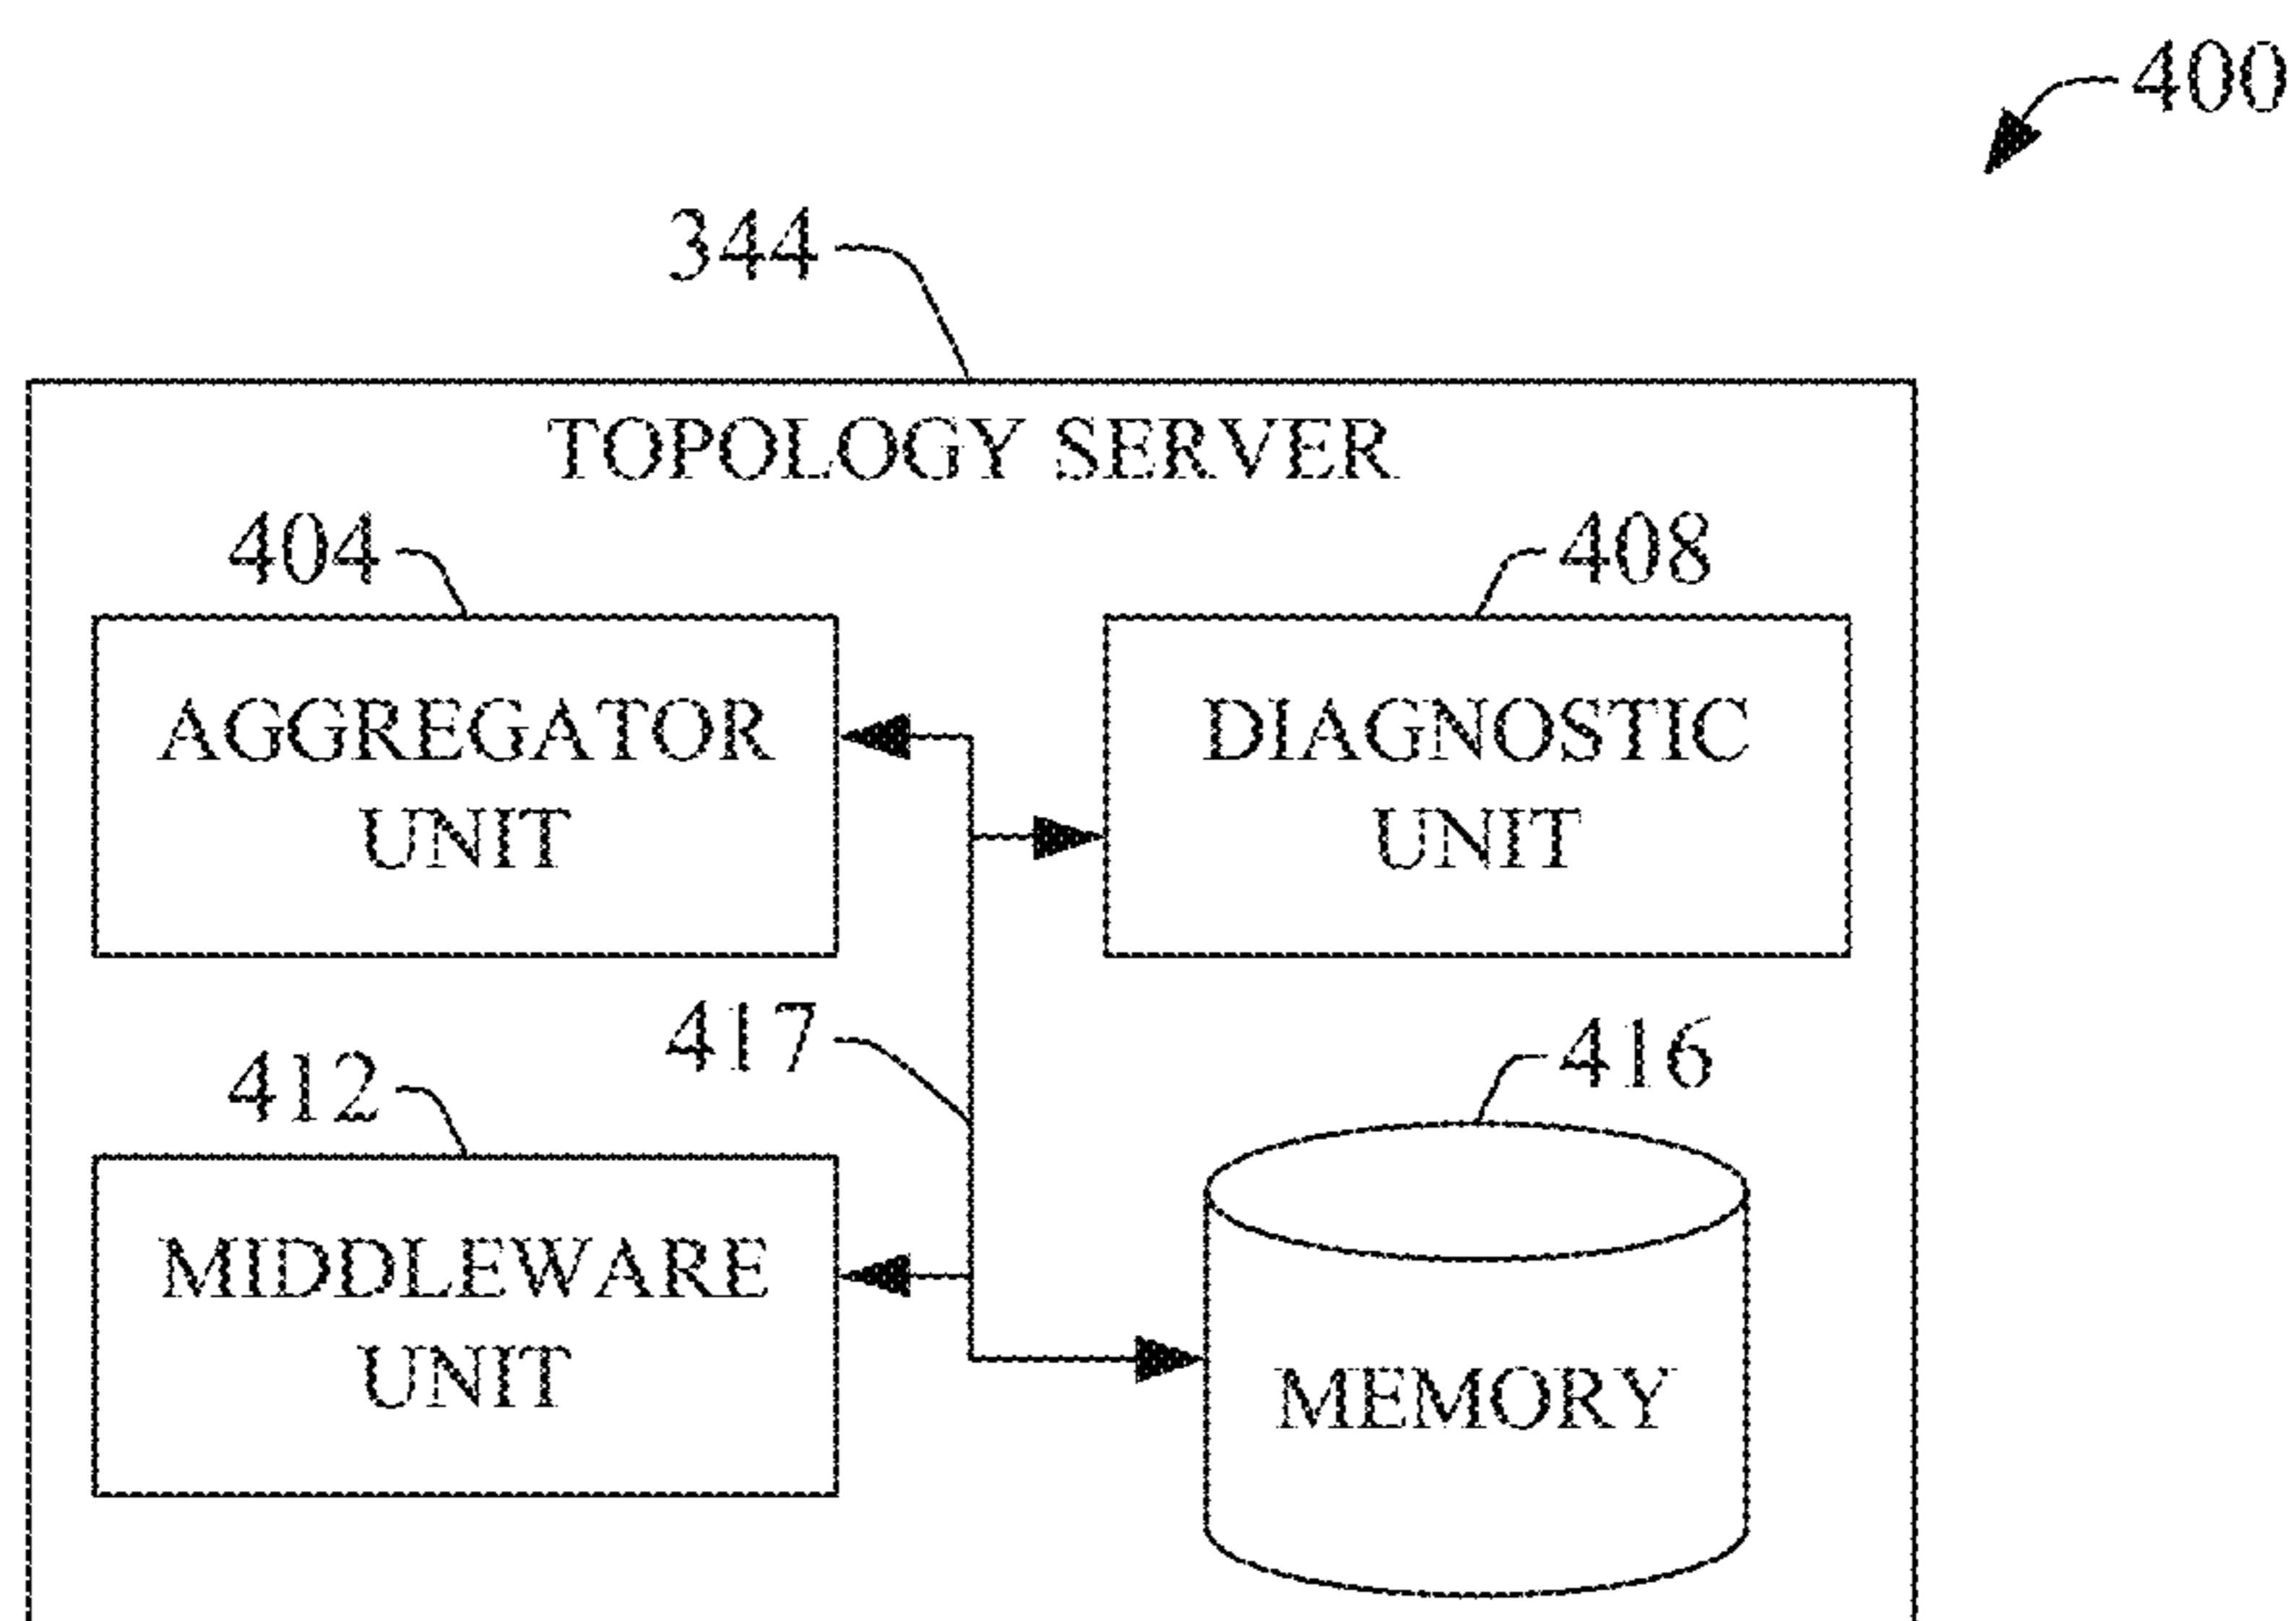 400
344
TOPOLOGY SERVER
404
408
AGGREGATOR
UNIT
DIAGNOSTIC
UNIT
417
416
412
MIDDLEWARE
UNIT
MEMORY